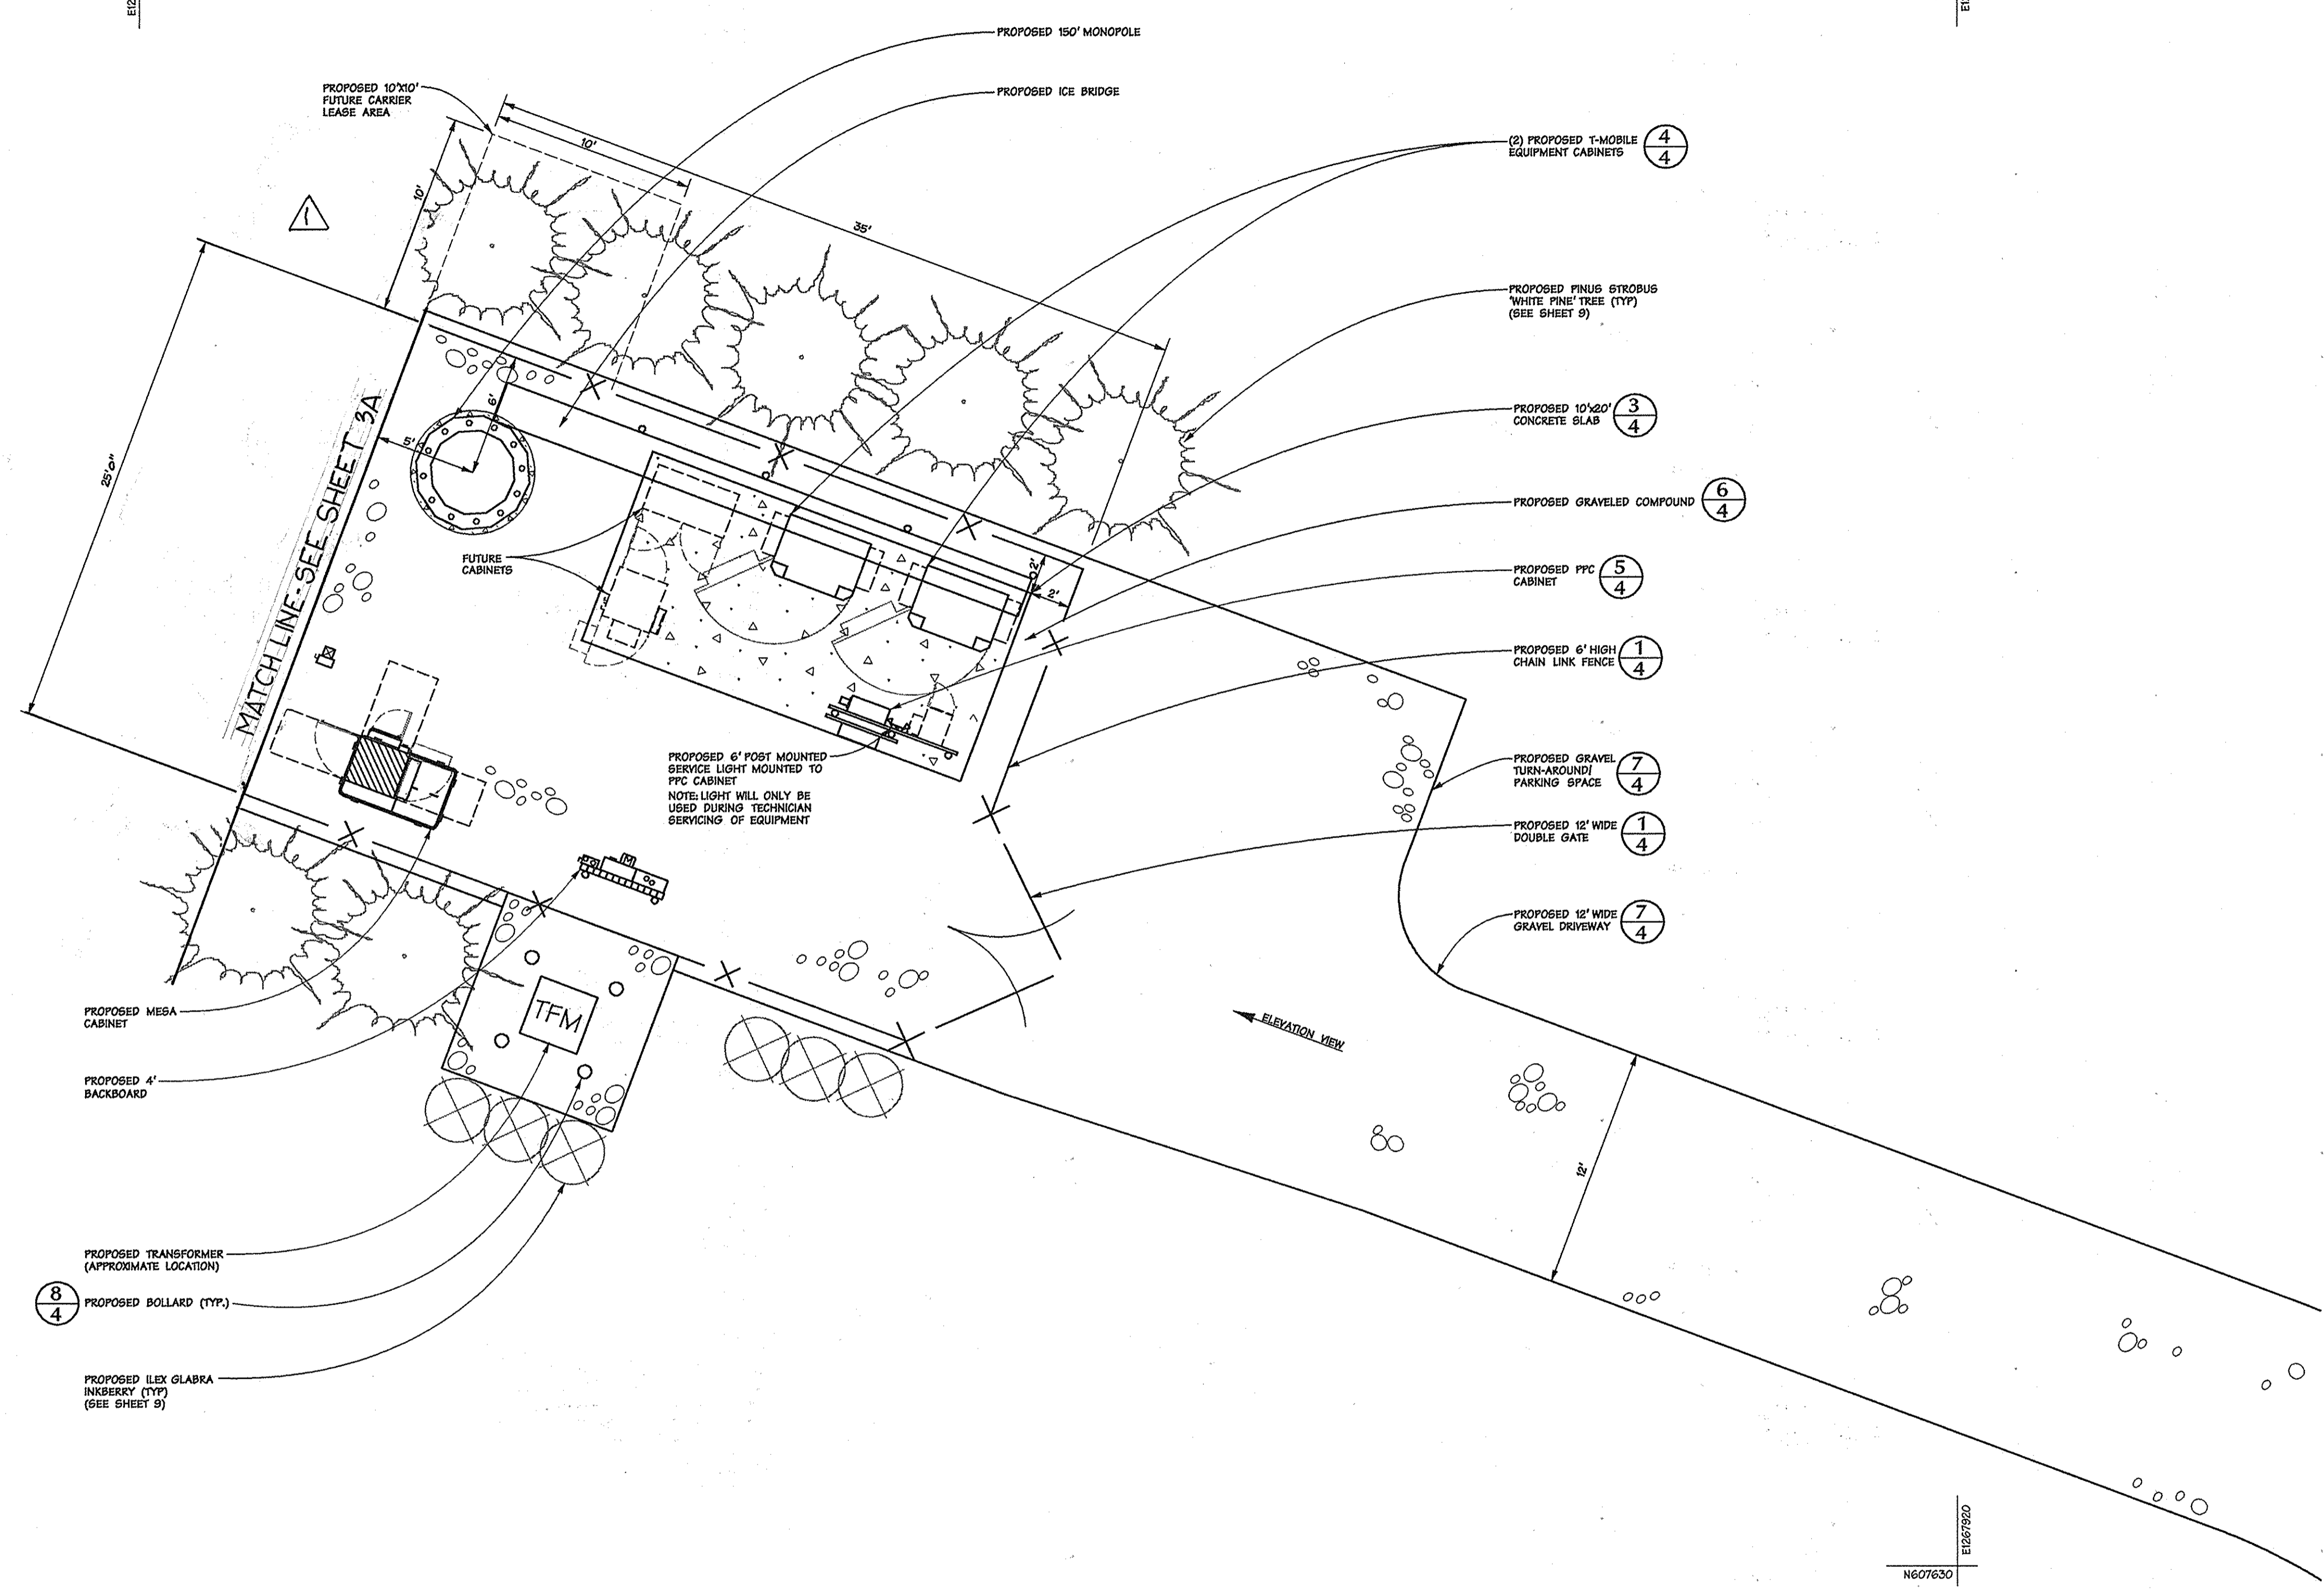 E12
E1
PROPOSED 150' MONOPOLE
PROPOSED 10'X10'
FUTURE CARRIER
LEASE AREA
PROPOSED ICE BRIDGE
10'
10'
35'
1
(2) PROPOSED T-MOBILE
EQUIPMENT CABINETS
4
4
PROPOSED PINUS STROBUS
'WHITE PINE' TREE (TYP)
(SEE SHEET 9)
PROPOSED 10'x20'
CONCRETE SLAB
3
4
6'
5'
25'0"
MATCH LINE-SEE SHEET 3A
PROPOSED GRAVELED COMPOUND
6
4
FUTURE
CABINETS
2'
2'
PROPOSED PPC
CABINET
5
4
PROPOSED 6' HIGH
CHAIN LINK FENCE
1
4
PROPOSED 6' POST MOUNTED
SERVICE LIGHT MOUNTED TO
PPC CABINET
NOTE: LIGHT WILL ONLY BE
USED DURING TECHNICIAN
SERVICING OF EQUIPMENT
PROPOSED GRAVEL
TURN-AROUND/
PARKING SPACE
7
4
PROPOSED 12' WIDE
DOUBLE GATE
1
4
M
PROPOSED 12' WIDE
GRAVEL DRIVEWAY
7
4
PROPOSED MESA
CABINET
TFM
ELEVATION VIEW
PROPOSED 4'
BACKBOARD
12'
PROPOSED TRANSFORMER
(APPROXIMATE LOCATION)
8
4
PROPOSED BOLLARD (TYP.)
PROPOSED ILEX GLABRA
INKBERRY (TYP)
(SEE SHEET 9)
E1267920
N607630